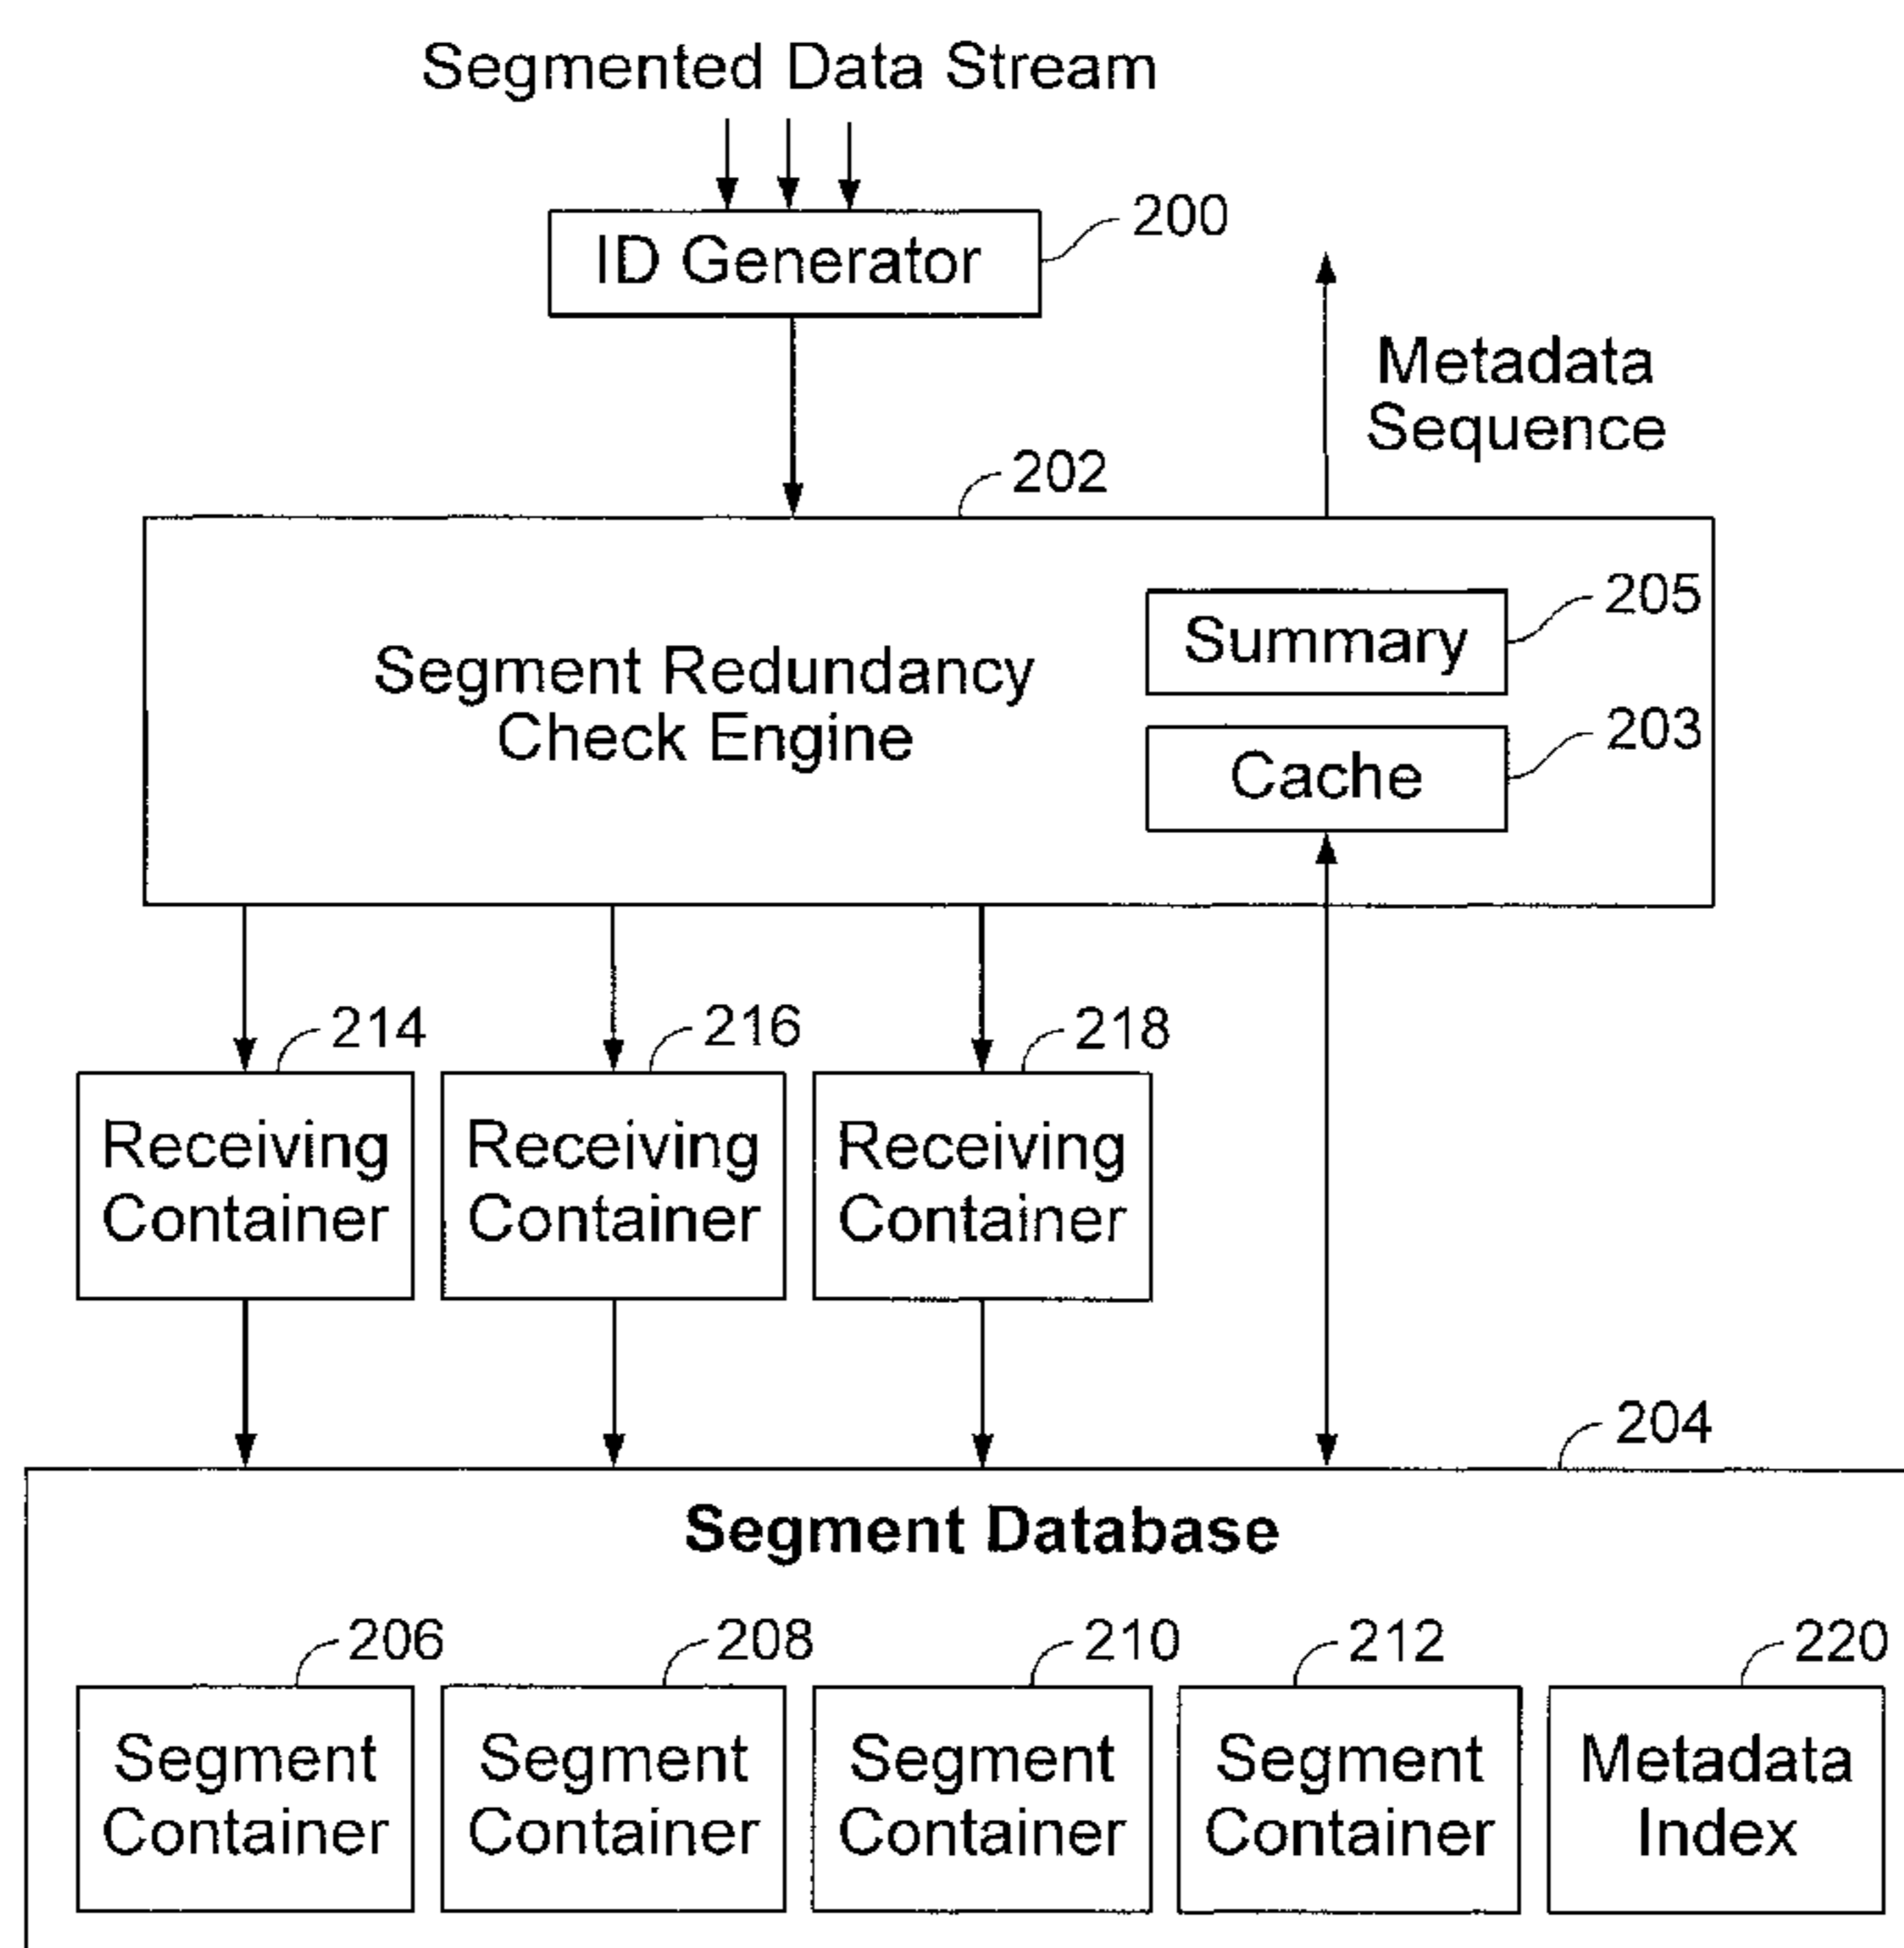 Segmented Data Stream
ID Generator
200
Metadata
Sequence
202
Segment Redundancy
Check Engine
Summary
205
Cache
203
214
216
218
Receiving
Container
Receiving
Container
Receiving
Container
204
Segment Database
206
208
210
212
220
Segment
Container
Segment
Container
Segment
Container
Segment
Container
Metadata
Index